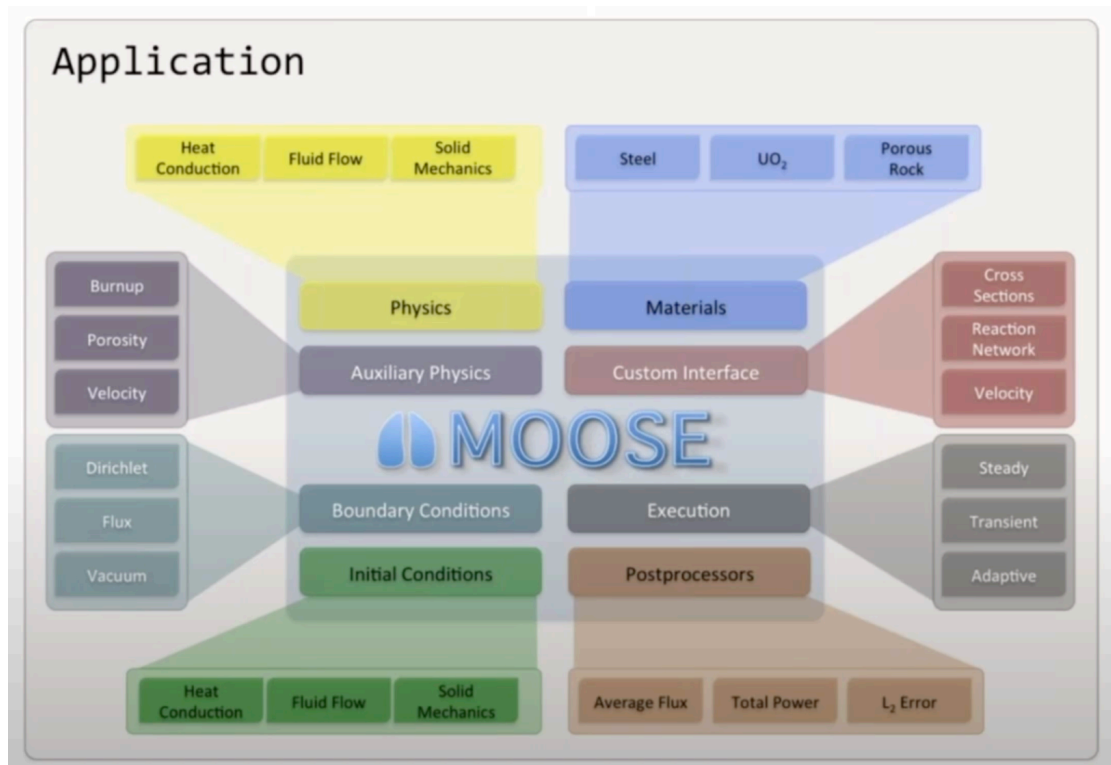 Application
Heat
Conduction
Fluid Flow
Solid
Mechanics
Steel
UO₂
Porous
Rock
Burnup
Porosity
Velocity
Physics
Materials
Cross
Sections
Reaction
Network
Velocity
Auxiliary Physics
Custom Interface
MOOSE
Dirichlet
Flux
Vacuum
Boundary Conditions
Execution
Steady
Transient
Adaptive
Initial Conditions
Postprocessors
Heat
Conduction
Fluid Flow
Solid
Mechanics
Average Flux
Total Power
L₂ Error